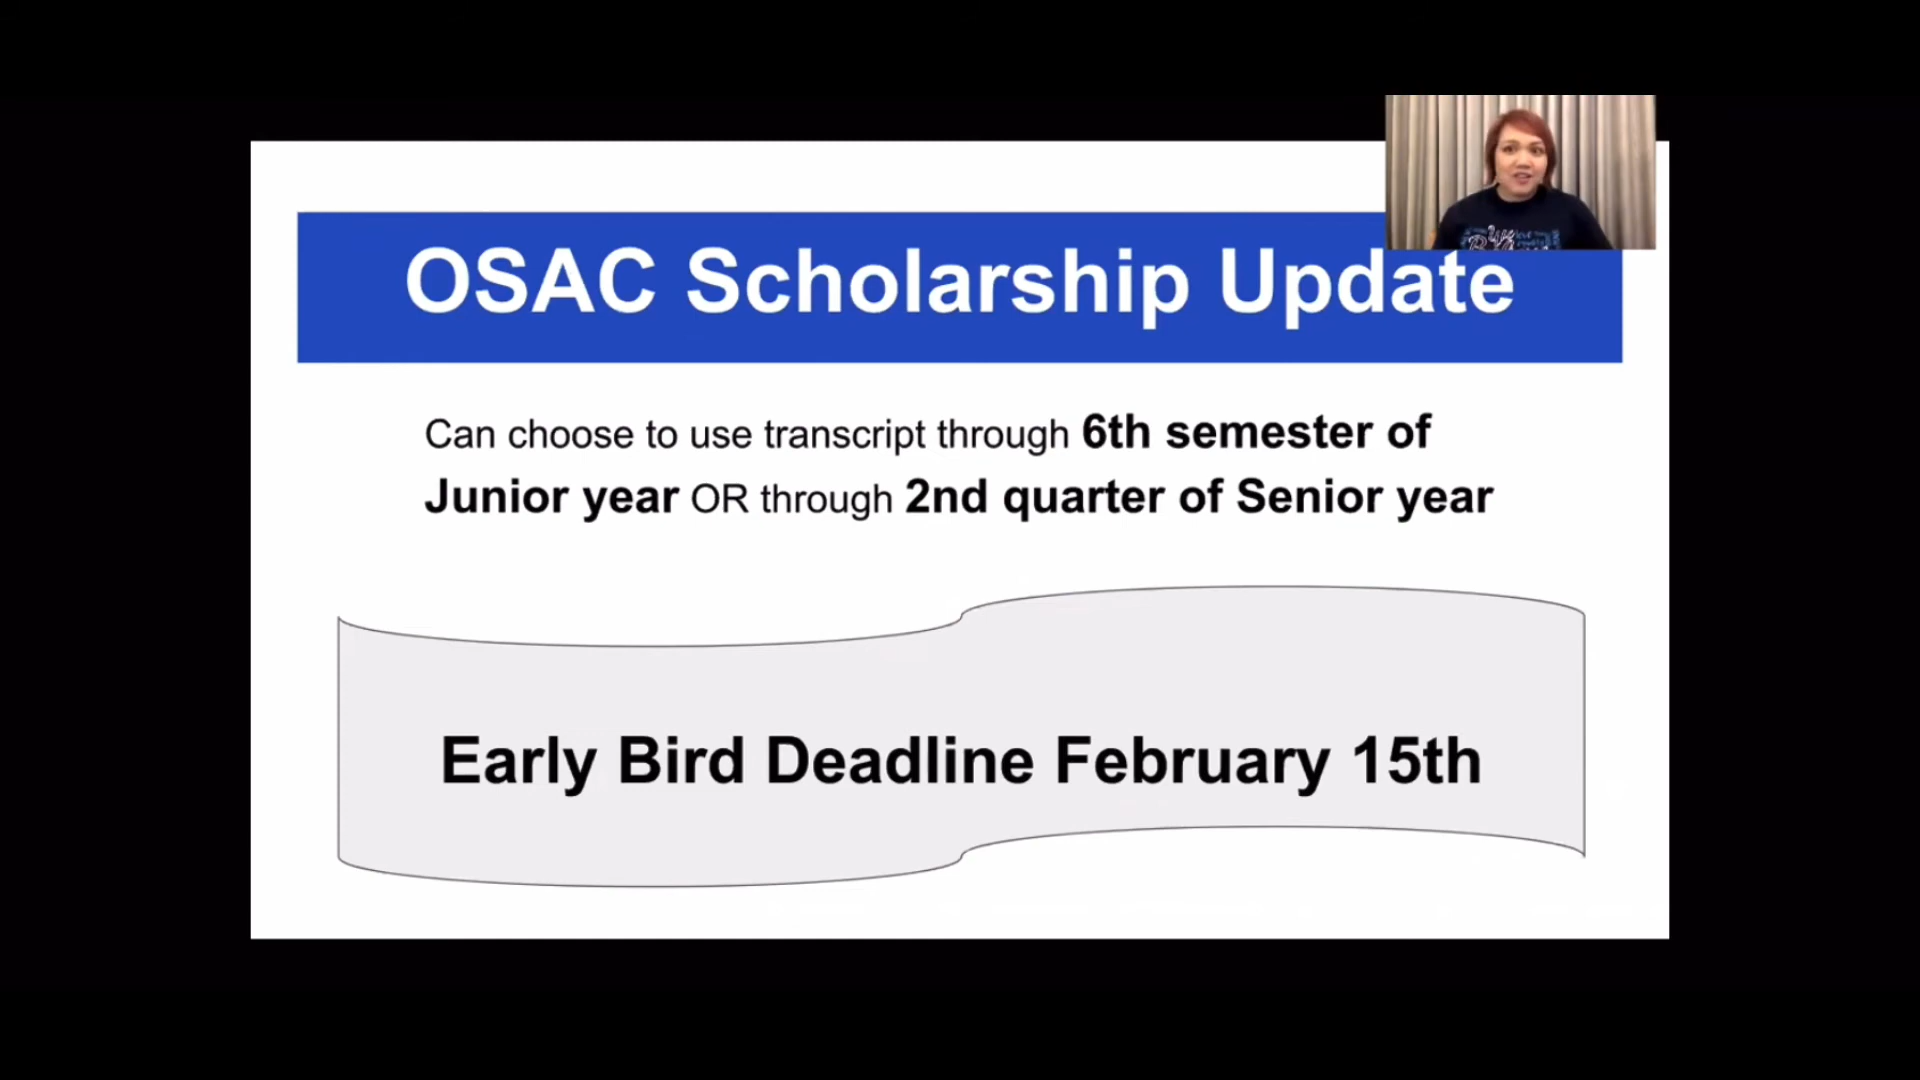 OSAC Scholarship Update
Can choose to use transcript through 6th semester of
Junior year OR through 2nd quarter of Senior year
Early Bird Deadline February 15th